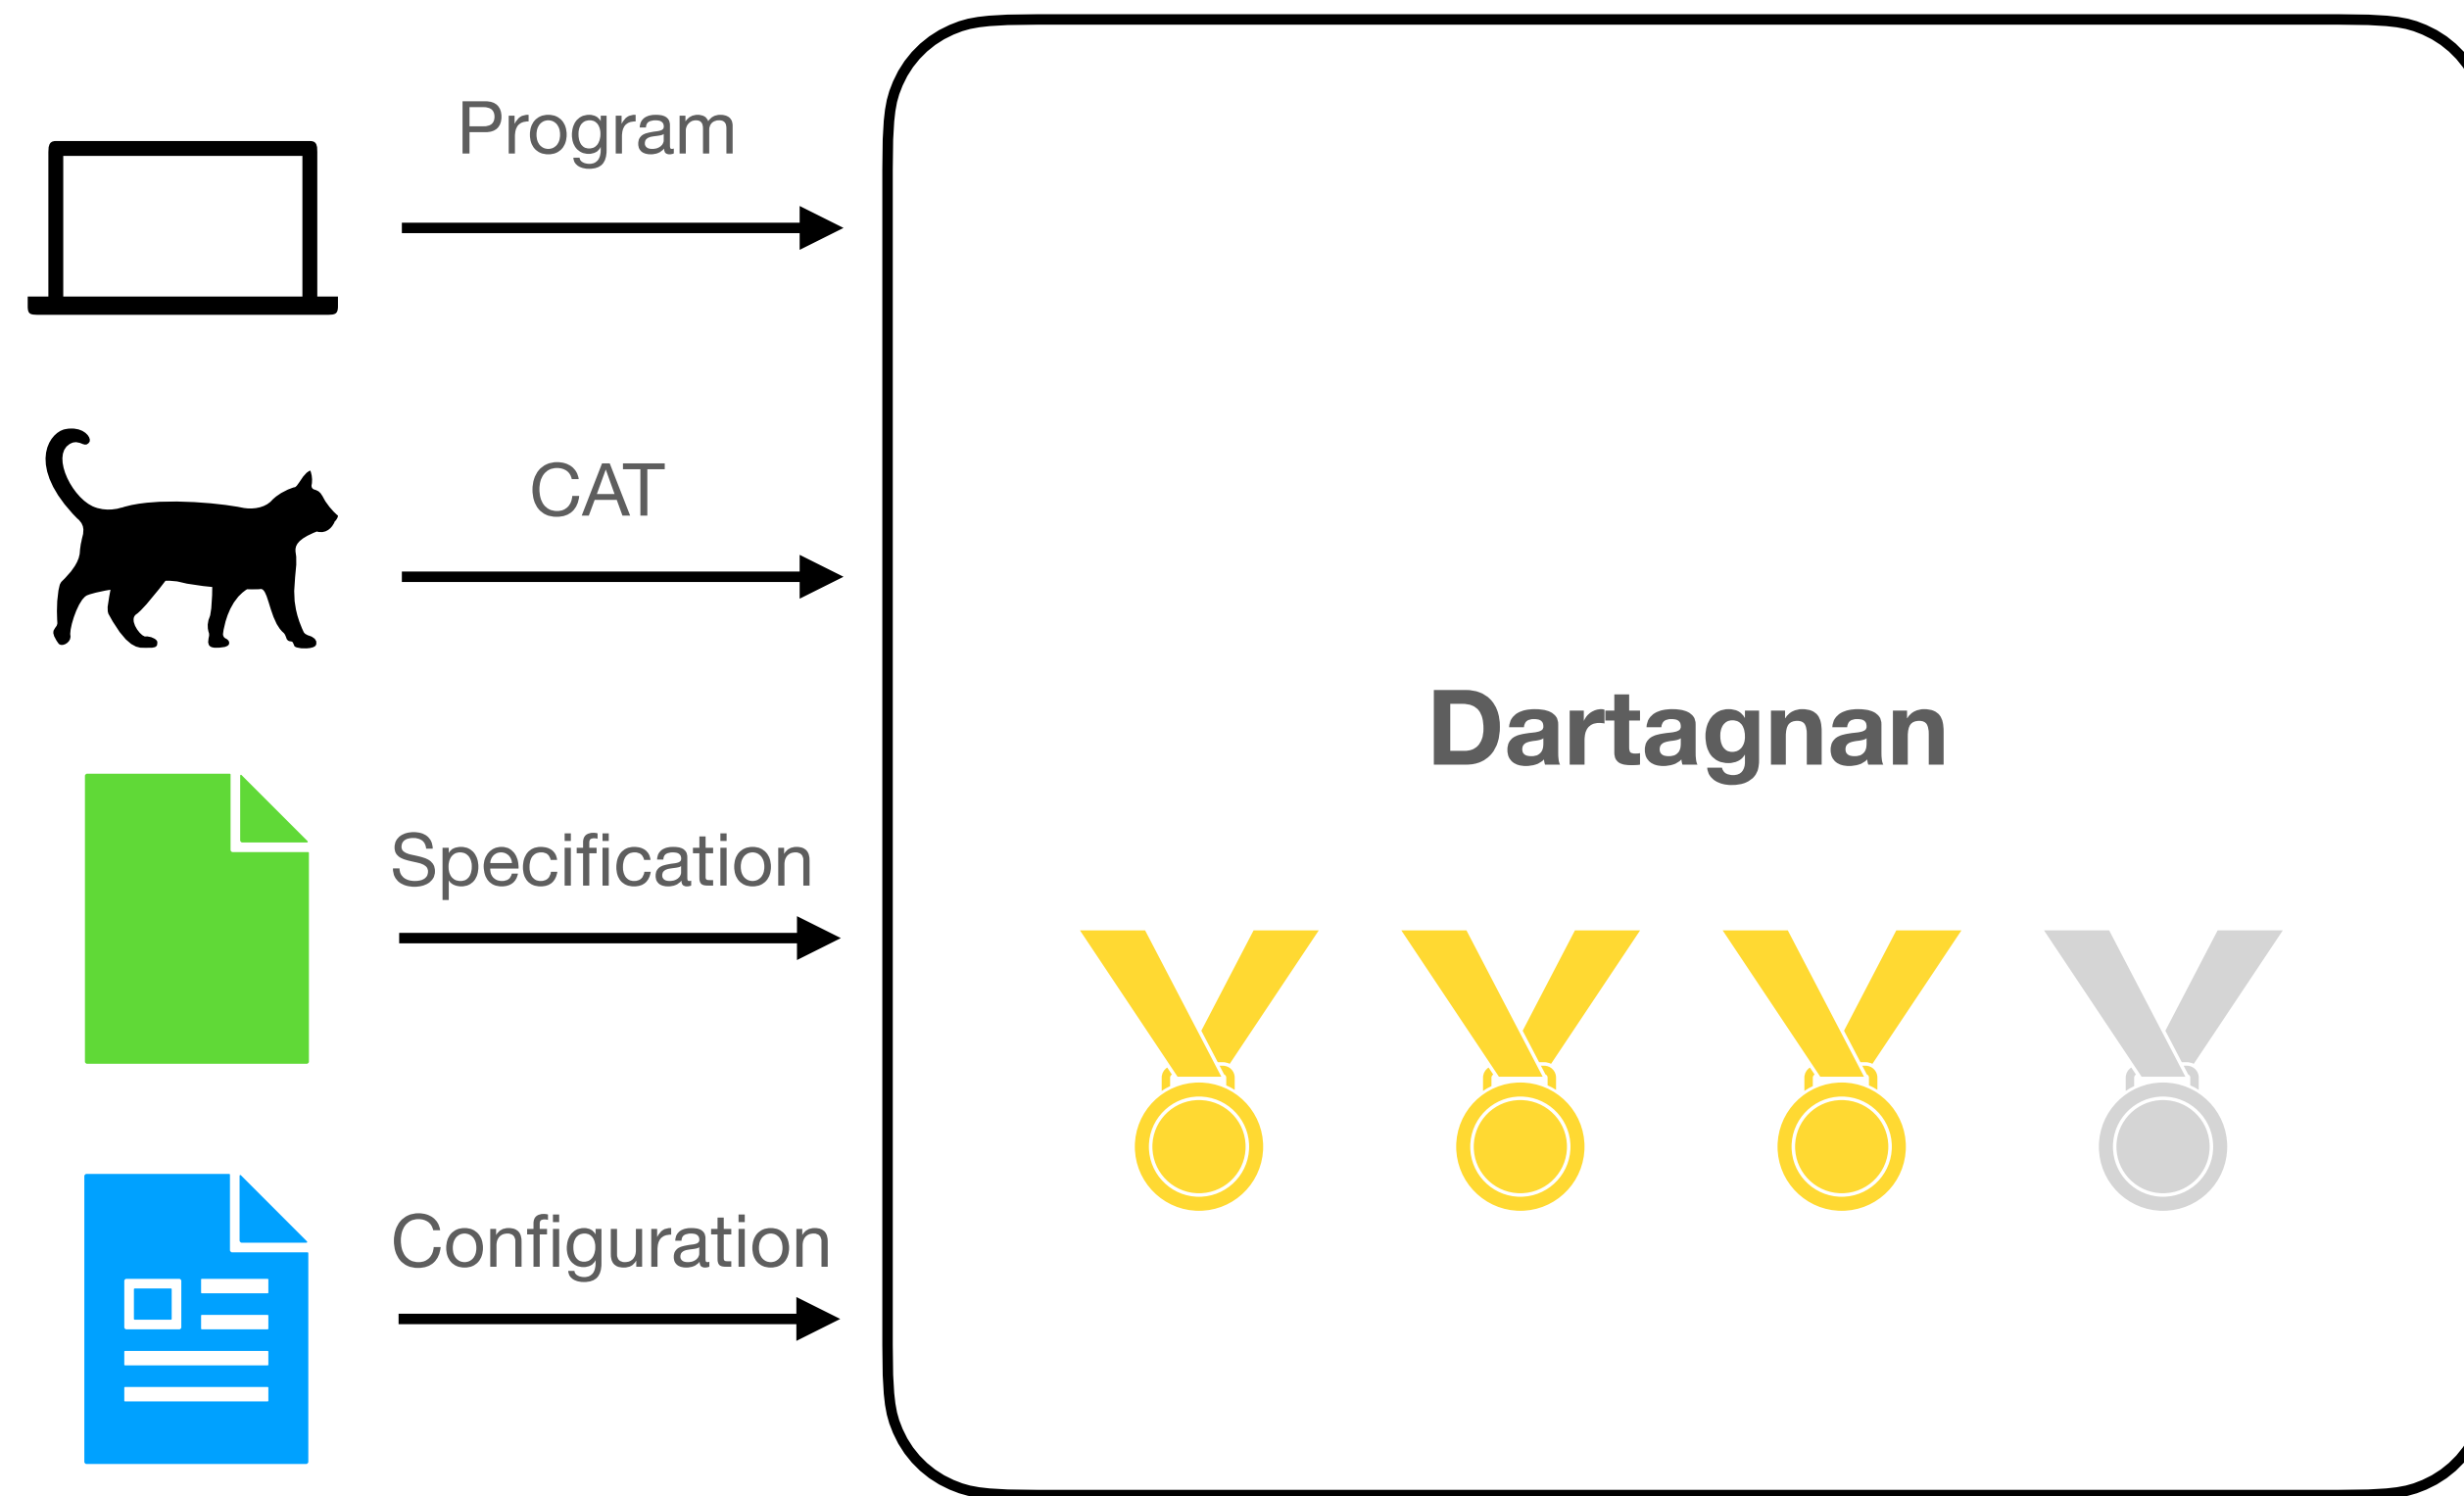 Program
CAT
Dartagnan
Specification
Configuration